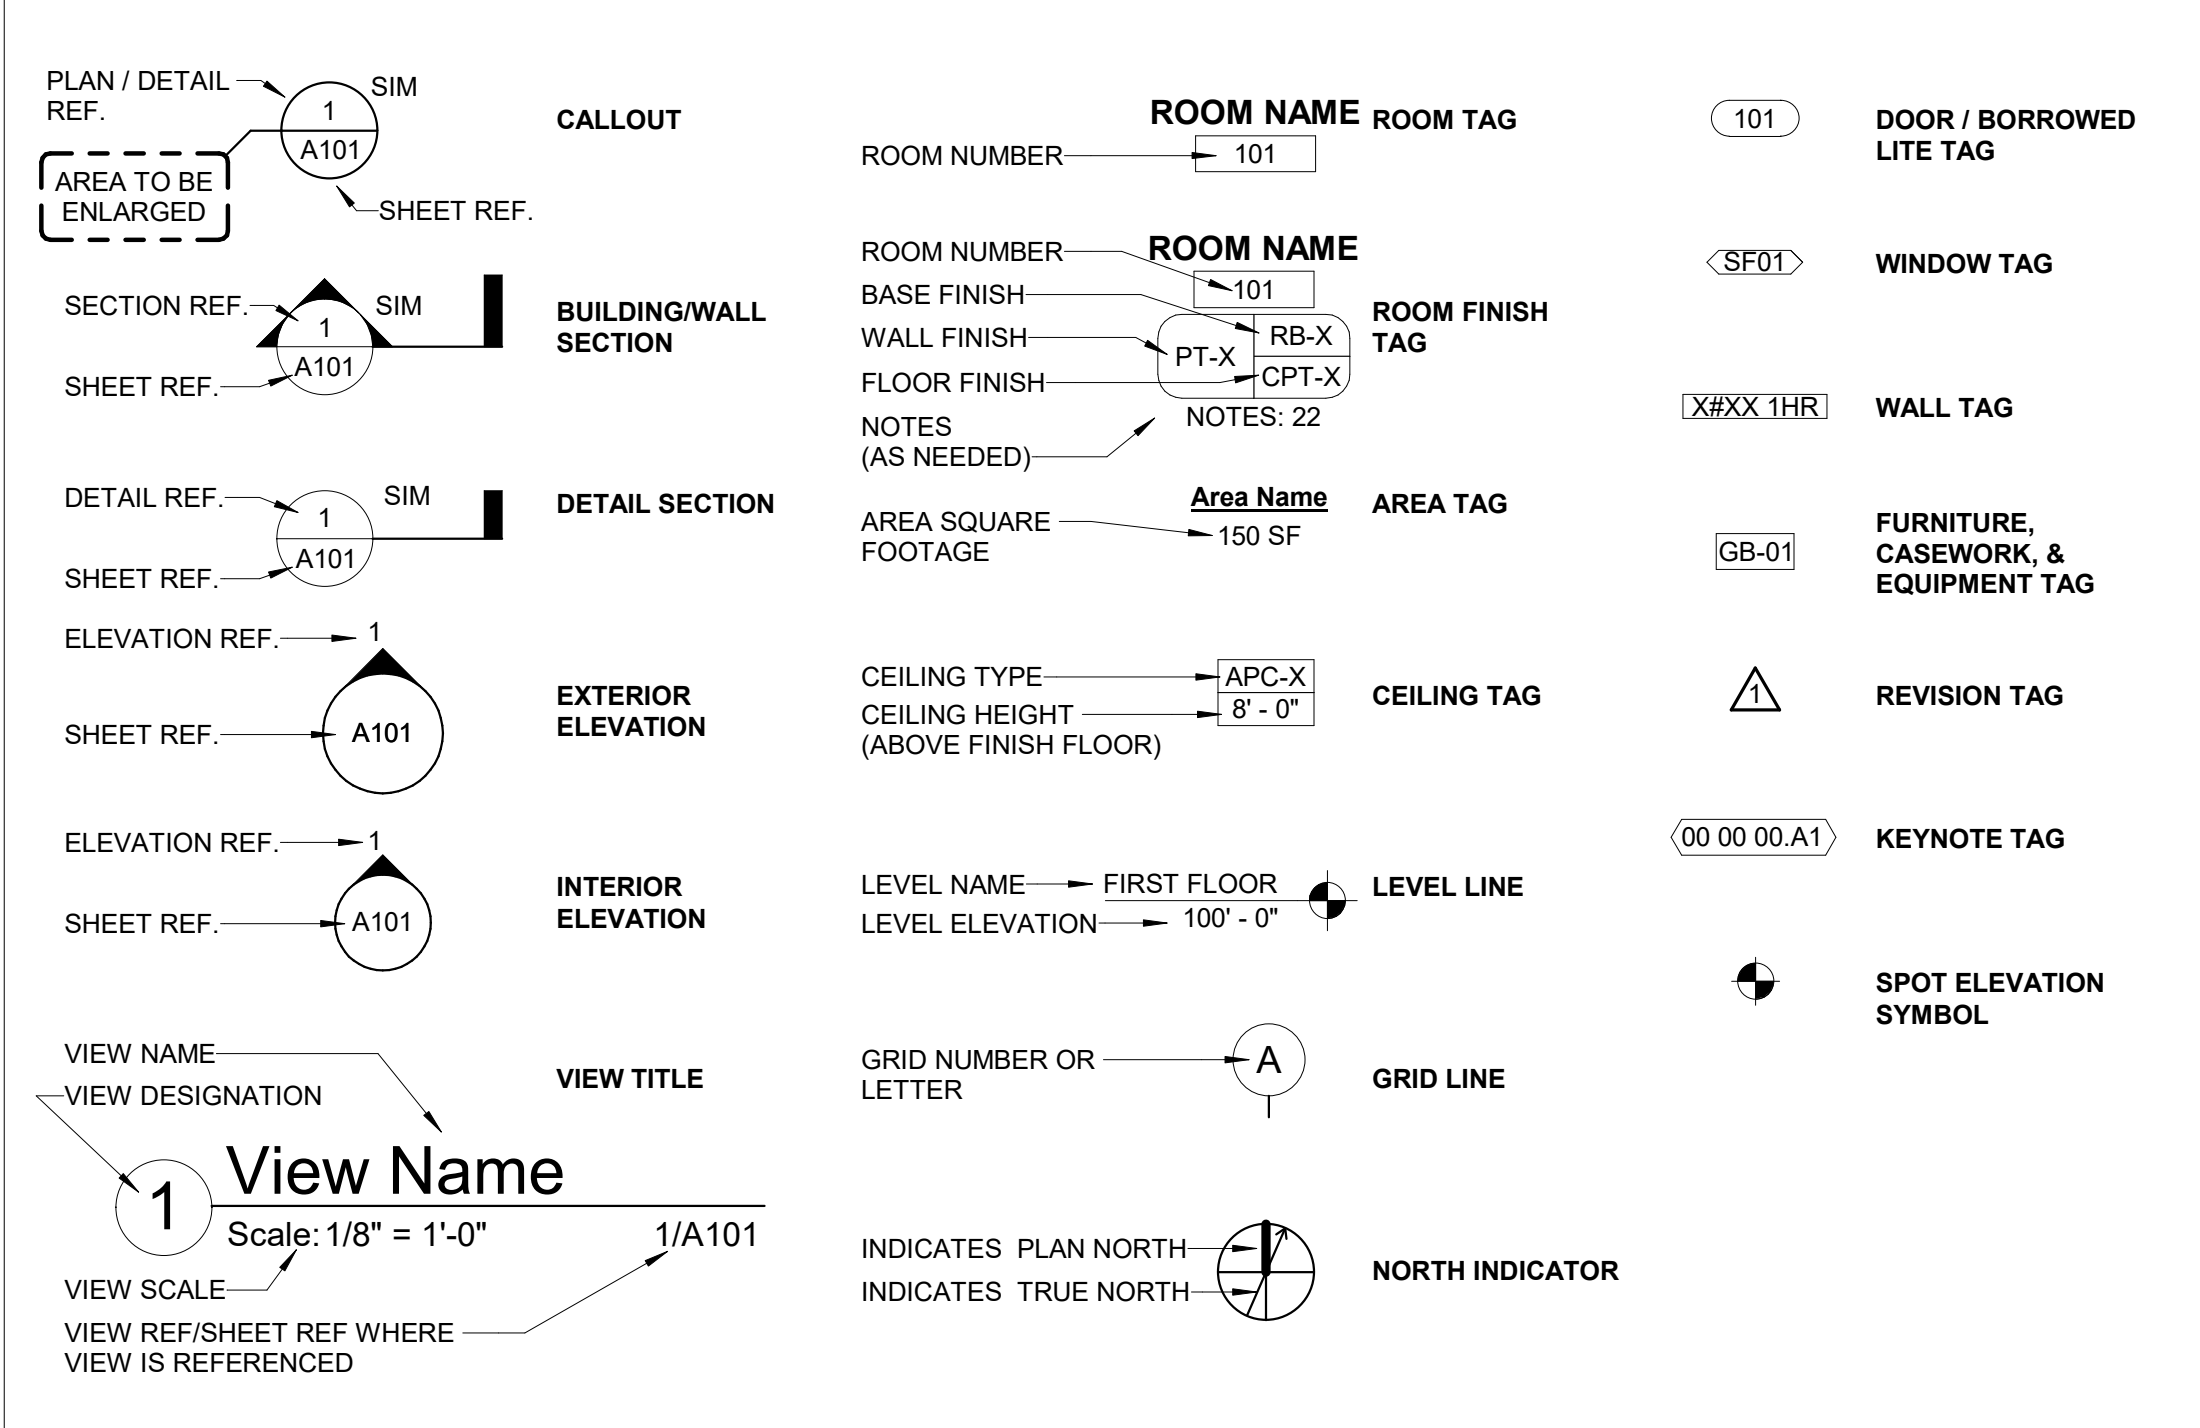 PLAN / DETAIL
REF.
SIM
1
A101
AREA TO BE
ENLARGED
SHEET REF.
CALLOUT
SECTION REF.
SIM
1
A101
SHEET REF.
BUILDING/WALL
SECTION
DETAIL REF.
SIM
1
A101
SHEET REF.
DETAIL SECTION
ELEVATION REF.
1
SHEET REF.
A101
EXTERIOR
ELEVATION
ELEVATION REF.
1
SHEET REF.
A101
INTERIOR
ELEVATION
VIEW NAME
VIEW DESIGNATION
VIEW TITLE
1
View Name
Scale: 1/8" = 1'-0"
1/A101
VIEW SCALE
VIEW REF/SHEET REF WHERE
VIEW IS REFERENCED
ROOM NAME
ROOM NUMBER
101
ROOM TAG
ROOM NUMBER
ROOM NAME
101
BASE FINISH
RB-X
WALL FINISH
PT-X
FLOOR FINISH
CPT-X
NOTES
(AS NEEDED)
NOTES: 22
ROOM FINISH
TAG
Area Name
AREA SQUARE
FOOTAGE
150 SF
AREA TAG
CEILING TYPE
APC-X
CEILING HEIGHT
(ABOVE FINISH FLOOR)
8' - 0"
CEILING TAG
LEVEL NAME
FIRST FLOOR
LEVEL ELEVATION
100' - 0"
LEVEL LINE
GRID NUMBER OR
LETTER
A
GRID LINE
INDICATES PLAN NORTH
INDICATES TRUE NORTH
NORTH INDICATOR
101
DOOR / BORROWED
LITE TAG
SF01
WINDOW TAG
X#XX 1HR
WALL TAG
GB-01
FURNITURE,
CASEWORK, &
EQUIPMENT TAG
1
REVISION TAG
00 00 00.A1
KEYNOTE TAG
SPOT ELEVATION
SYMBOL